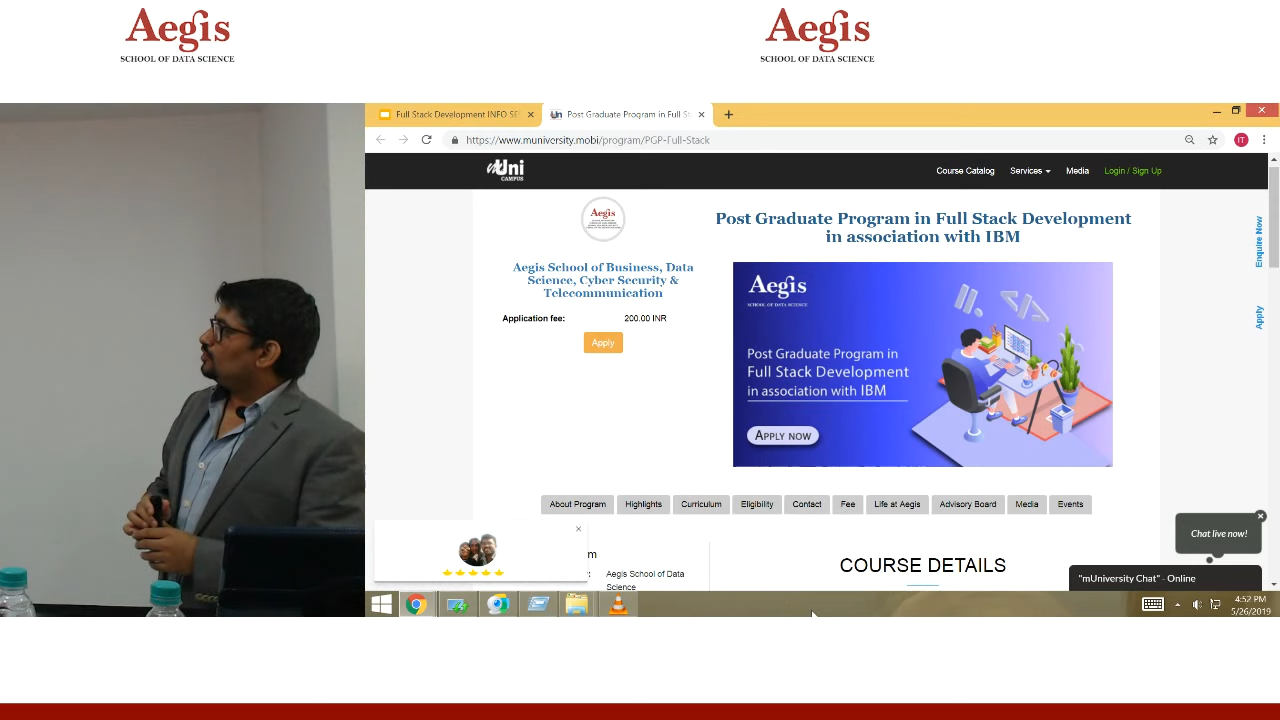 Aegis
SCHOOL OF DATA SCIENCE
Aegis
SCHOOL OF DATA SCIENCE
Full Stack Development INFO SE
Post Graduate Program in Full S
https://www.muniversity.mobi/program/PGP-Full-Stack
IT
Uni
CAMPUS
Course Catalog
Services
Media
Login / Sign Up
Aegis
Aegis School of Business, Data
Science, Cyber Security &
Telecommunication
Application fee: 200.00 INR
Apply
Post Graduate Program in Full Stack Development
in association with IBM
Aegis
SCHOOL OF DATA SCIENCE
Post Graduate Program in
Full Stack Development
in association with IBM
APPLY NOW
Enquire Now
Apply
About Program
Highlights
Curriculum
Eligibility
Contact
Fee
Life at Aegis
Advisory Board
Media
Events
m
Aegis School of Data
Science
COURSE DETAILS
Chat live now!
"mUniversity Chat" - Online
4:52 PM
5/26/2019